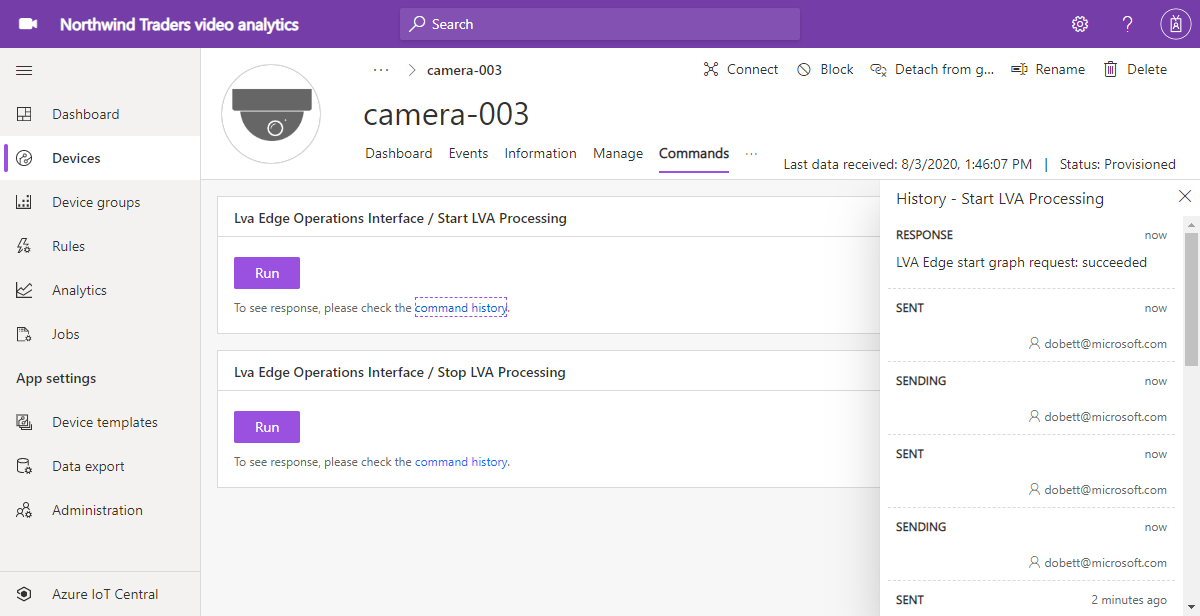 Northwind Traders video analytics
Search
Dashboard
Devices
Device groups
Rules
Analytics
Jobs
App settings
Device templates
Data export
Administration
Azure IoT Central
··· > camera-003
Connect Block Detach from g... Rename Delete
camera-003
Dashboard Events Information Manage Commands ···
Last data received: 8/3/2020, 1:46:07 PM | Status: Provisioned
Lva Edge Operations Interface / Start LVA Processing
Run
To see response, please check the command history.
Lva Edge Operations Interface / Stop LVA Processing
Run
To see response, please check the command history.
History - Start LVA Processing
RESPONSE now
LVA Edge start graph request: succeeded
SENT now
dobett@microsoft.com
SENDING now
dobett@microsoft.com
SENT now
dobett@microsoft.com
SENDING now
dobett@microsoft.com
SENT 2 minutes ago